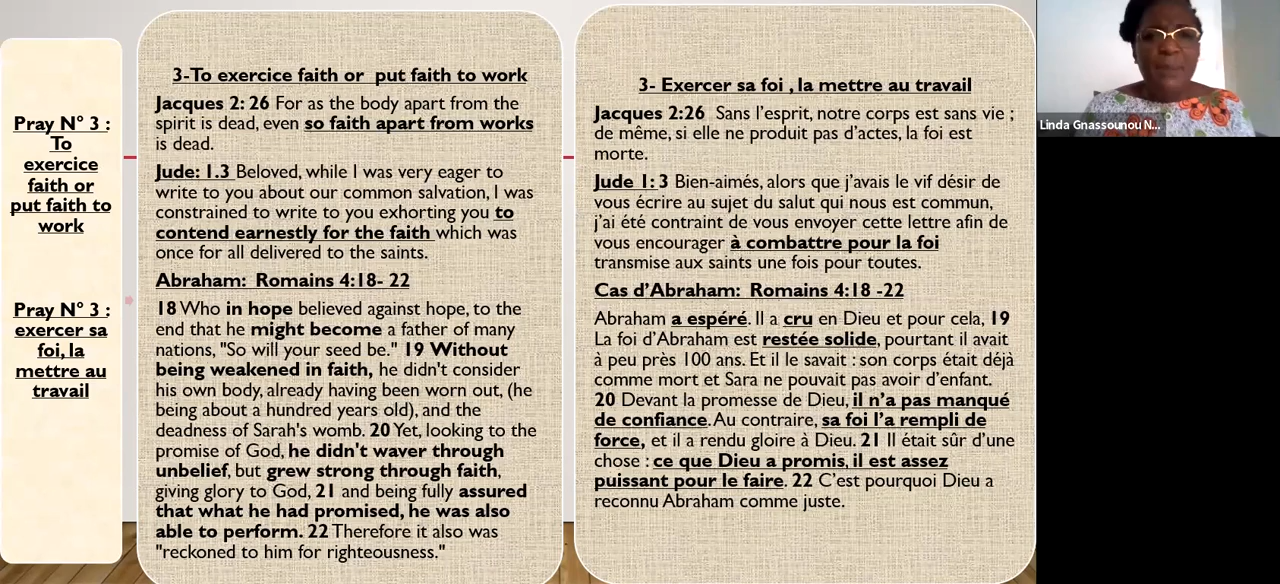 Pray N° 3 :
To
exercice
faith or
put faith to
work
Pray N° 3 :
exercer sa
foi, la
mettre au
travail
3-To exercice faith or put faith to work
Jacques 2: 26 For as the body apart from the
spirit is dead, even so faith apart from works
is dead.
Jude: 1.3 Beloved, while I was very eager to
write to you about our common salvation, I was
constrained to write to you exhorting you to
contend earnestly for the faith which was
once for all delivered to the saints.
Abraham: Romains 4:18- 22
18 Who in hope believed against hope, to the
end that he might become a father of many
nations, "So will your seed be." 19 Without
being weakened in faith, he didn't consider
his own body, already having been worn out, (he
being about a hundred years old), and the
deadness of Sarah's womb. 20 Yet, looking to the
promise of God, he didn't waver through
unbelief, but grew strong through faith,
giving glory to God, 21 and being fully assured
that what he had promised, he was also
able to perform. 22 Therefore it also was
"reckoned to him for righteousness."
3- Exercer sa foi , la mettre au travail
Jacques 2:26 Sans l'esprit, notre corps est sans vie ;
de même, si elle ne produit pas d'actes, la foi est
morte.
Jude 1: 3 Bien-aimés, alors que j'avais le vif désir de
vous écrire au sujet du salut qui nous est commun,
j'ai été contraint de vous envoyer cette lettre afin de
vous encourager à combattre pour la foi
transmise aux saints une fois pour toutes.
Cas d'Abraham: Romains 4:18 -22
Abraham a espéré. Il a cru en Dieu et pour cela, 19
La foi d'Abraham est restée solide, pourtant il avait
à peu près 100 ans. Et il le savait : son corps était déjà
comme mort et Sara ne pouvait pas avoir d'enfant.
20 Devant la promesse de Dieu, il n'a pas manqué
de confiance. Au contraire, sa foi l'a rempli de
force, et il a rendu gloire à Dieu. 21 Il était sûr d'une
chose : ce que Dieu a promis, il est assez
puissant pour le faire. 22 C'est pourquoi Dieu a
reconnu Abraham comme juste.
Linda Gnassounou N...